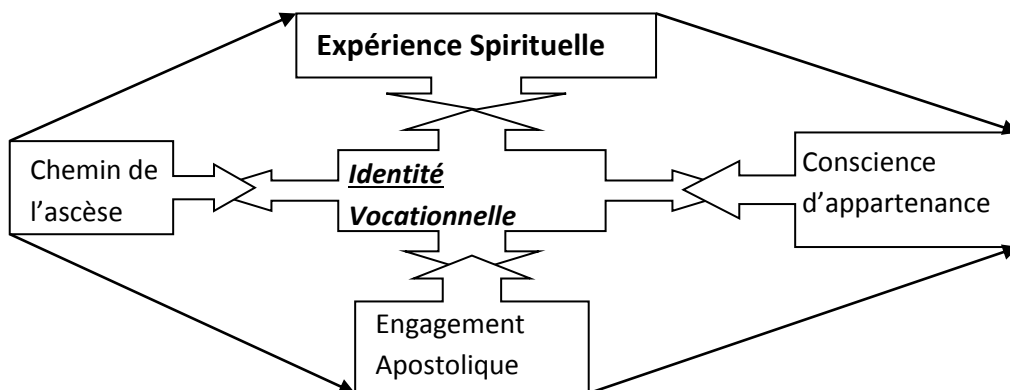 Expérience Spirituelle
Chemin de
l'ascèse
Identité
Vocationnelle
Conscience
d'appartenance
Engagement
Apostolique